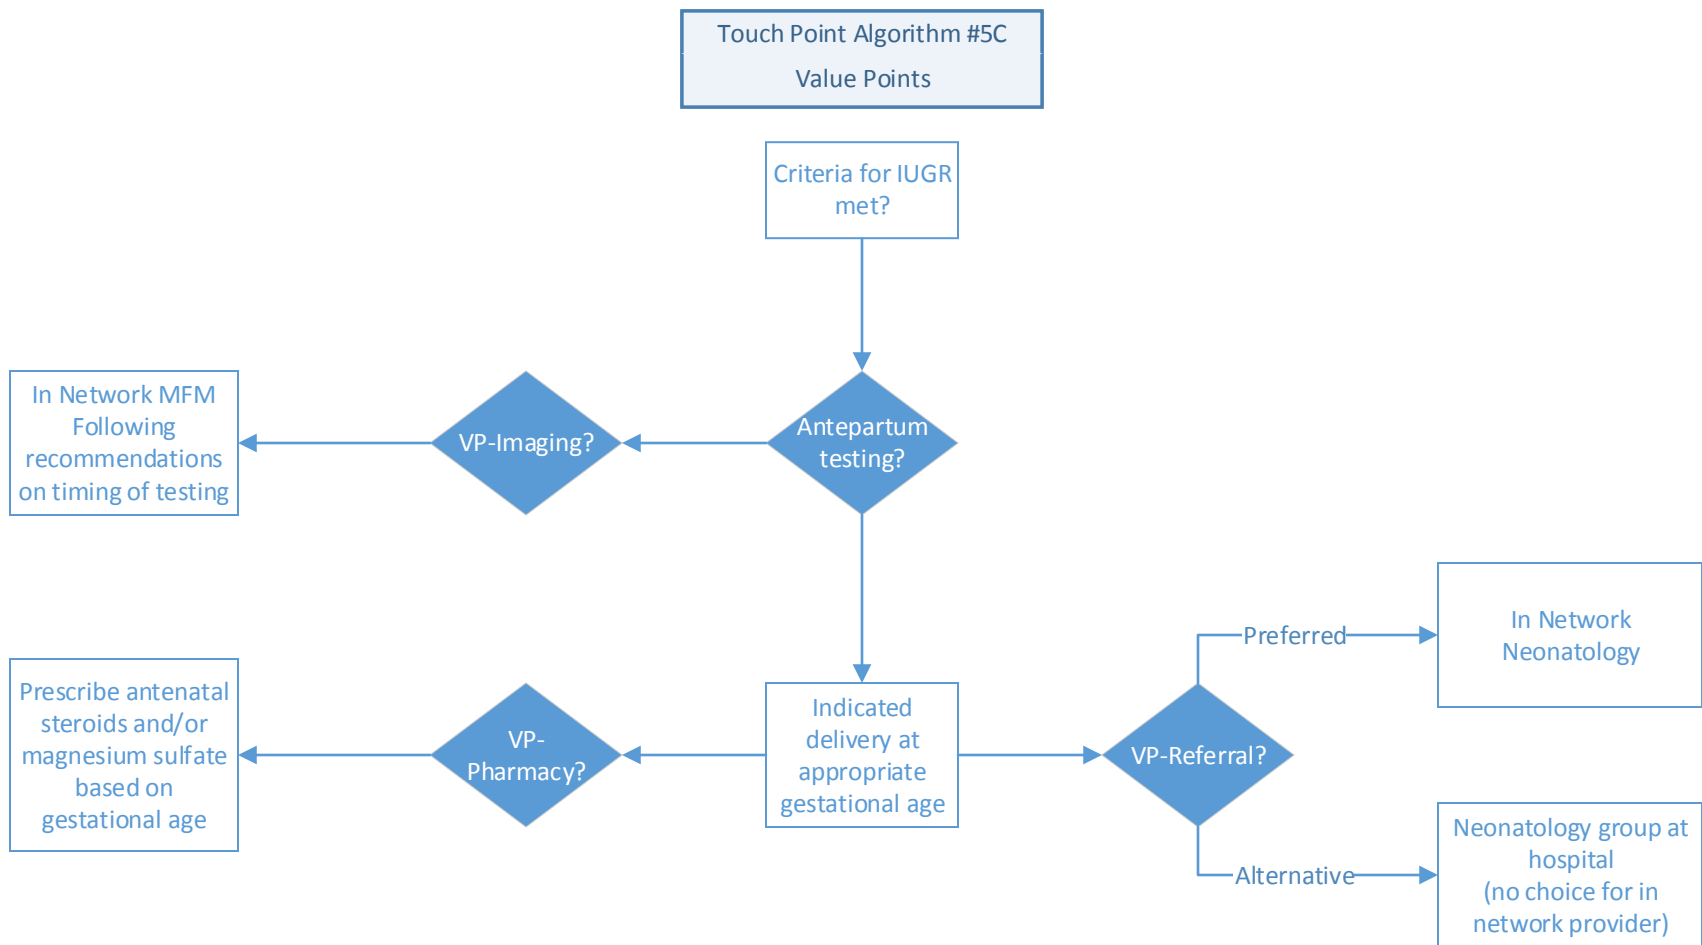 Touch Point Algorithm #5C
Value Points
Criteria for IUGR
met?
In Network MFM
Following
recommendations
on timing of testing
VP-Imaging?
Antepartum
testing?
Preferred
In Network
Neonatology
Prescribe antenatal
steroids and/or
magnesium sulfate
based on
gestational age
VP-
Pharmacy?
Indicated
delivery at
appropriate
gestational age
VP-Referral?
Alternative
Neonatology group at
hospital
(no choice for in
network provider)